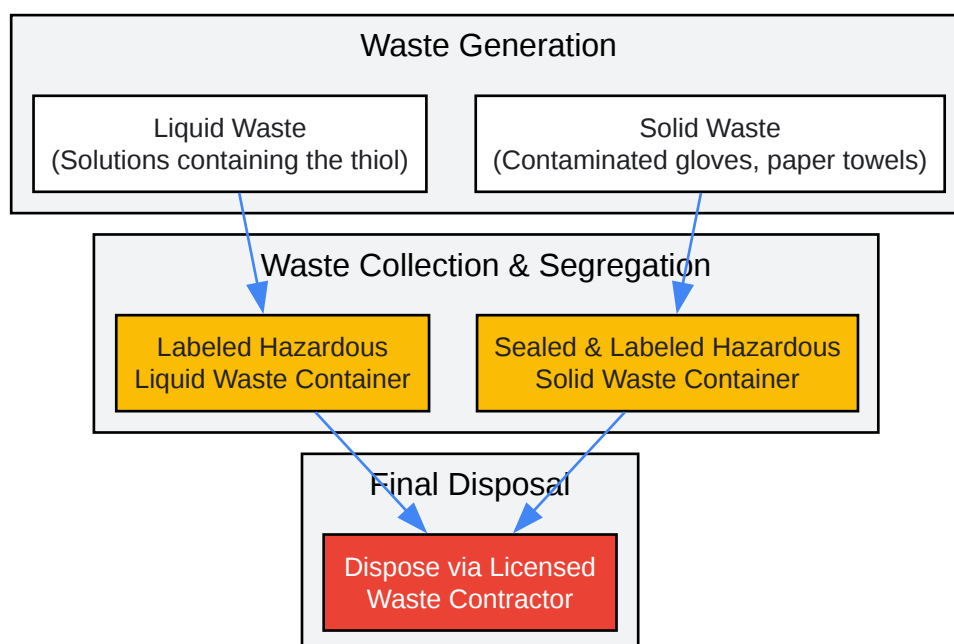 Waste Generation
Liquid Waste
(Solutions containing the thiol)
Solid Waste
(Contaminated gloves, paper towels)
Waste Collection & Segregation
Labeled Hazardous
Liquid Waste Container
Sealed & Labeled Hazardous
Solid Waste Container
Final Disposal
Dispose via Licensed
Waste Contractor